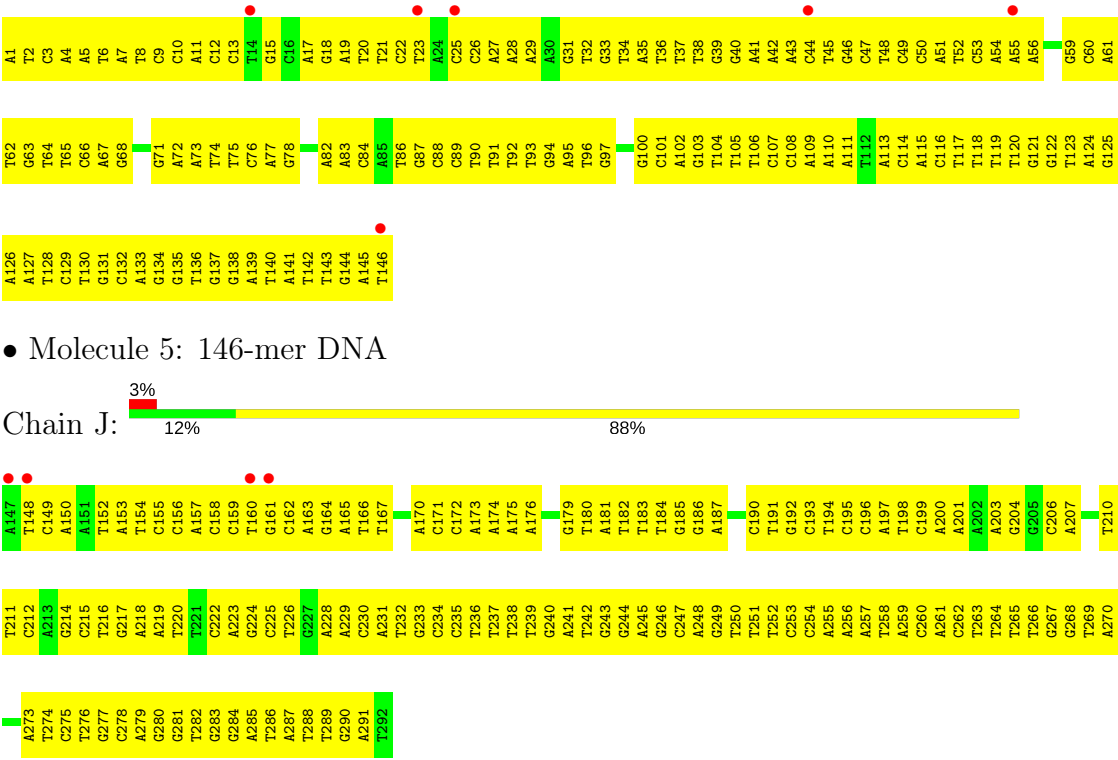 A1 T2 C3 A4 A5 T6 A7 T8 C9 C10 A11 C12 C13 T14 G15 C16 A17 G18 A19 T20 T21 C22 T23 A24 C25 C26 A27 A28 A29 A30 G31 T32 G33 T34 A35 T36 T37 T38 G39 G40 A41 A42 A43 C44 T45 G46 C47 T48 C49 C50 A51 T52 C53 A54 A55 A56 G59 C60 A61
T62 G63 T64 T65 C66 A67 G68 G71 A72 A73 T74 T75 C76 A77 G78 A82 A83 C84 A85 T86 G87 C88 C89 T90 T91 T92 T93 G94 A95 T96 G97 G100 C101 A102 G103 T104 T105 T106 C107 C108 A109 A110 A111 T112 A113 C114 A115 C116 T117 T118 T119 T120 G121 G122 T123 A124 G125
A126 A127 T128 C129 T130 G131 C132 A133 G134 G135 T136 G137 G138 A139 T140 A141 T142 T143 G144 A145 T146
• Molecule 5: 146-mer DNA
3%
Chain J:
12% 88%
A147 T148 C149 A150 A151 T152 A153 T154 C155 C156 A157 C158 C159 T160 G161 C162 A163 G164 A165 T166 T167 A170 C171 C172 A173 A174 A175 A176 G179 T180 A181 T182 T183 T184 G185 G186 A187 C190 T191 G192 C193 T194 C195 C196 A197 T198 C199 A200 A201 A202 A203 G204 G205 C206 A207 T210
T211 C212 A213 G214 C215 T216 G217 A218 A219 T220 T221 C222 A223 G224 C225 T226 G227 A228 A229 C230 A231 T232 G233 C234 C235 T236 T237 T238 T239 G240 A241 T242 G243 G244 A245 G246 C247 A248 G249 T250 T251 T252 C253 C254 A255 A256 A257 T258 A259 C260 A261 C262 T263 T264 T265 T266 G267 G268 T269 A270
A273 T274 C275 T276 G277 C278 A279 G280 G281 T282 G283 G284 A285 T286 A287 T288 T289 G290 A291 T292